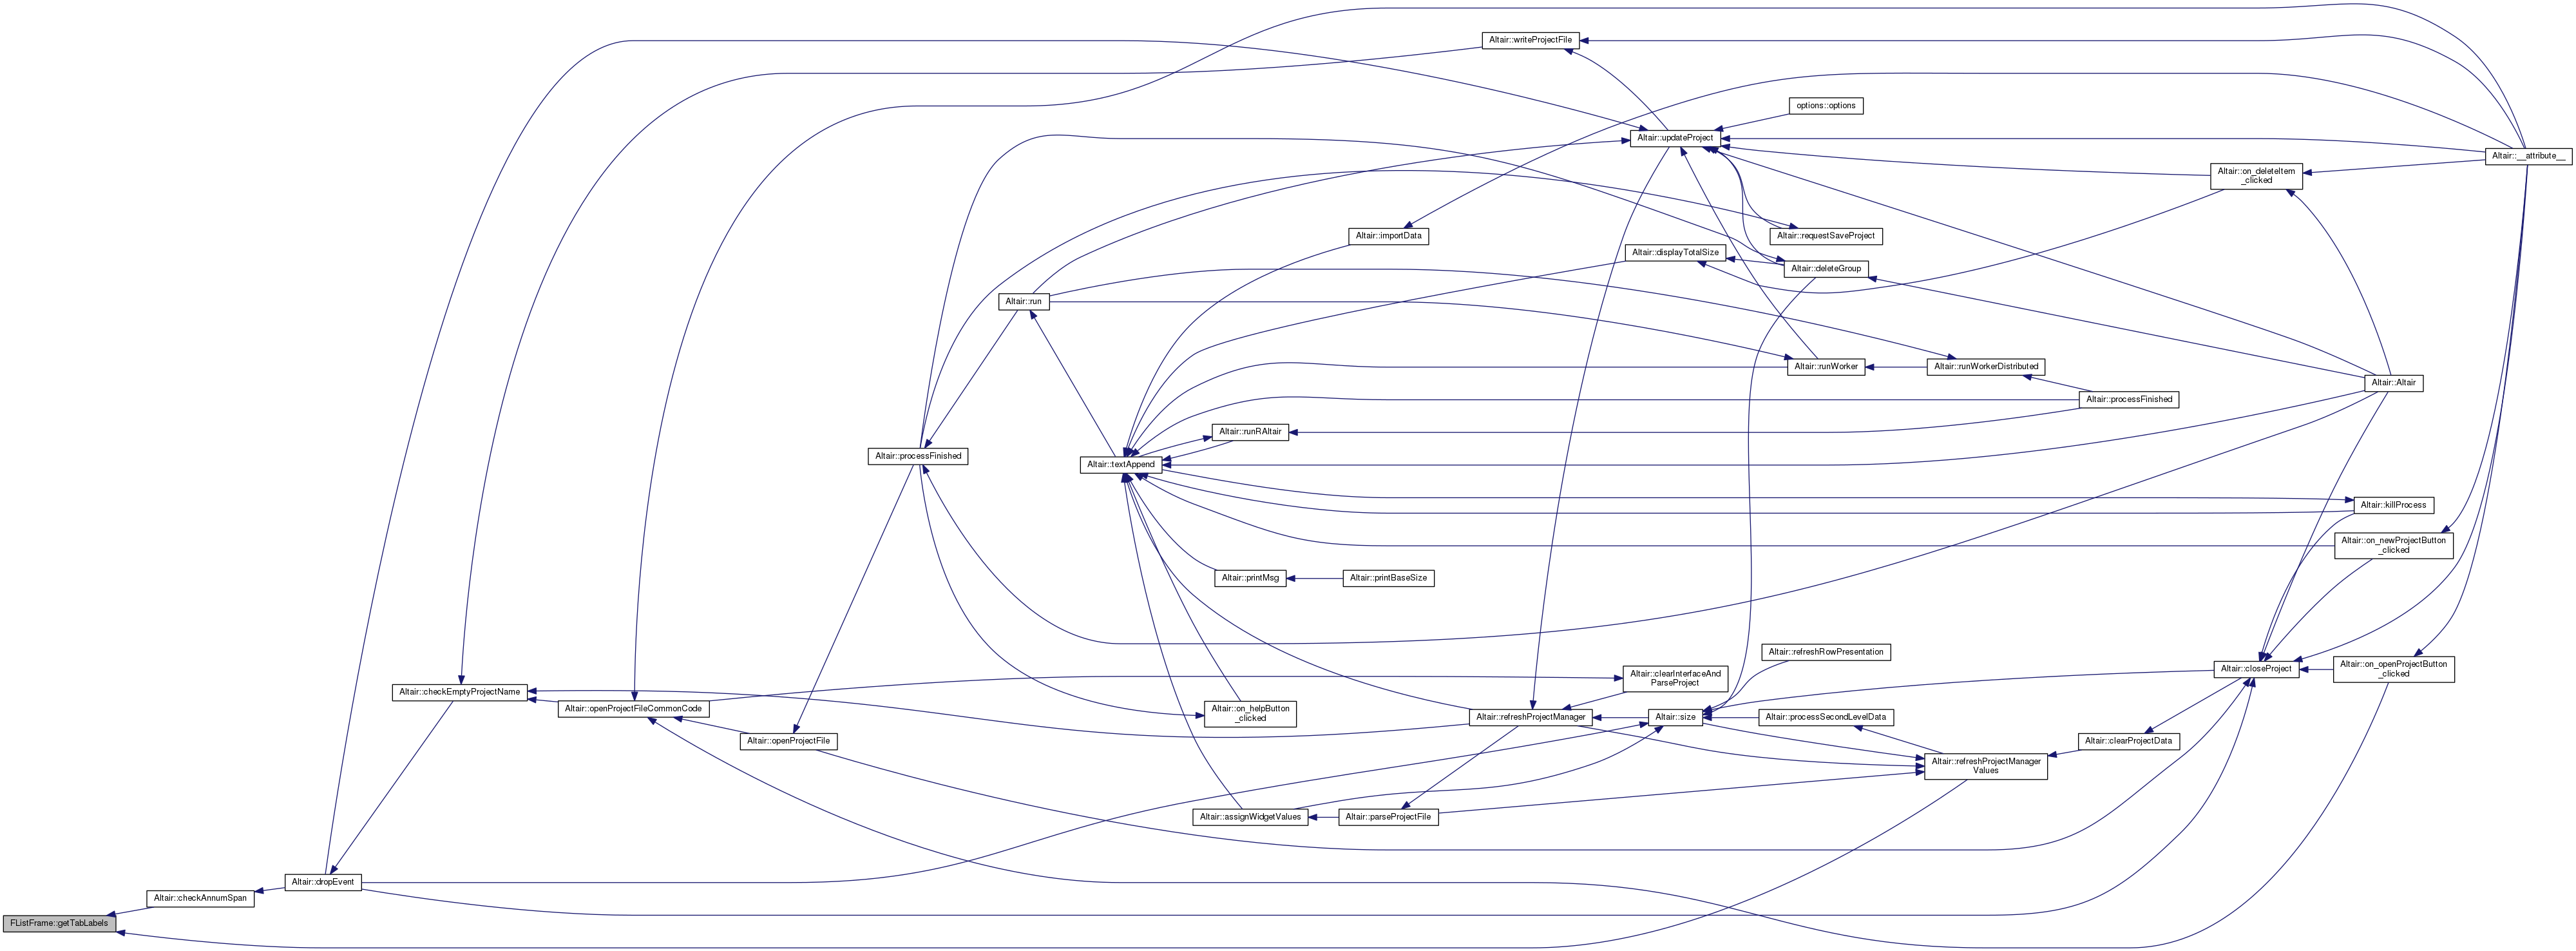 Altair::writeProjectFile
options::options
Altair::updateProject
Altair::__attribute__
Altair::on_deleteItem
_clicked
Altair::importData
Altair::requestSaveProject
Altair::displayTotalSize
Altair::deleteGroup
Altair::run
Altair::runWorker
Altair::runWorkerDistributed
Altair::Altair
Altair::processFinished
Altair::runRAltair
Altair::processFinished
Altair::textAppend
Altair::killProcess
Altair::on_newProjectButton
_clicked
Altair::printMsg
Altair::printBaseSize
Altair::refreshRowPresentation
Altair::closeProject
Altair::on_openProjectButton
_clicked
Altair::clearInterfaceAnd
ParseProject
Altair::checkEmptyProjectName
Altair::openProjectFileCommonCode
Altair::on_helpButton
_clicked
Altair::refreshProjectManager
Altair::size
Altair::processSecondLevelData
Altair::openProjectFile
Altair::clearProjectData
Altair::refreshProjectManager
Values
Altair::assignWidgetValues
Altair::parseProjectFile
Altair::dropEvent
Altair::checkAnnumSpan
FListFrame::getTabLabels